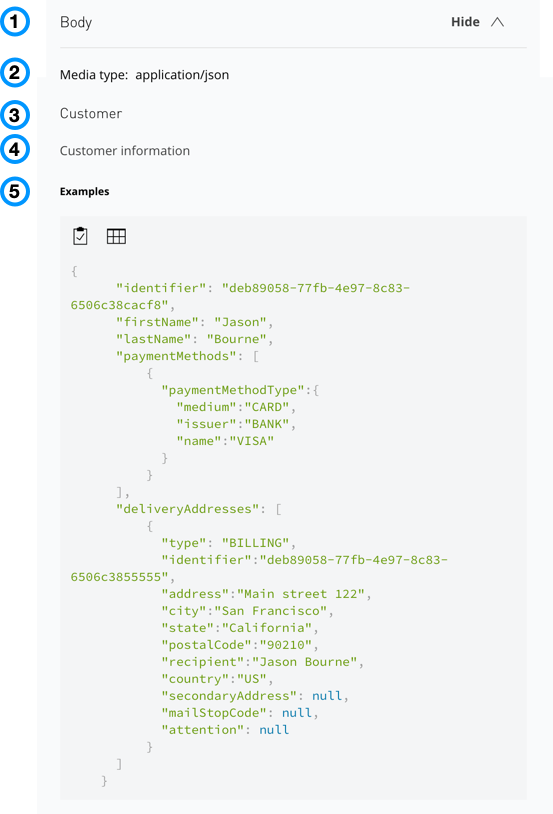 1 Body Hide
2 Media type: application/json
3 Customer
4 Customer information
5 Examples
{
"identifier": "deb89058-77fb-4e97-8c83-
6506c38cacf8",
"firstName": "Jason",
"lastName": "Bourne",
"paymentMethods": [
{
"paymentMethodType":{
"medium":"CARD",
"issuer":"BANK",
"name":"VISA"
}
}
],
"deliveryAddresses": [
{
"type": "BILLING",
"identifier":"deb89058-77fb-4e97-8c83-
6506c3855555",
"address":"Main street 122",
"city":"San Francisco",
"state":"California",
"postalCode":"90210",
"recipient":"Jason Bourne",
"country":"US",
"secondaryAddress": null,
"mailStopCode": null,
"attention": null
}
]
}